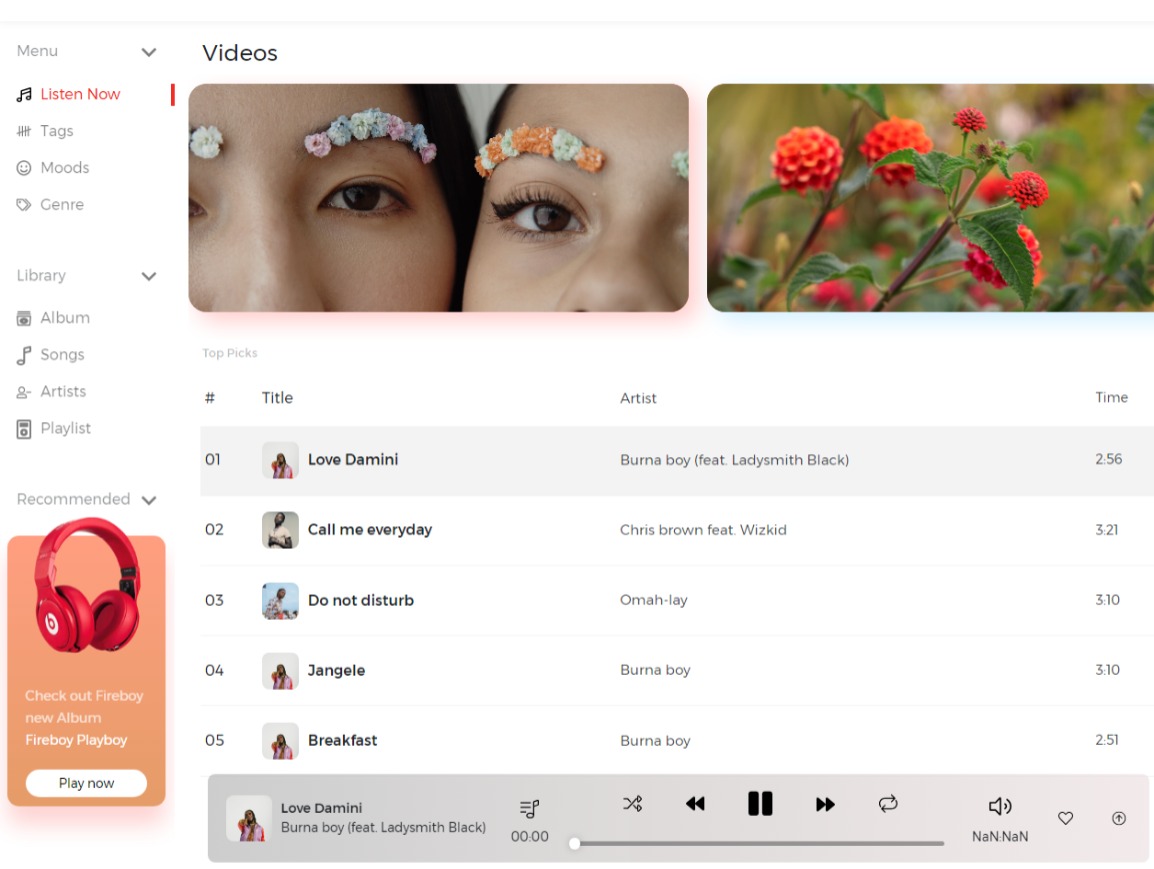 Menu
Listen Now
Tags
Moods
Genre
Library
Album
Songs
Artists
Playlist
Recommended
Check out Fireboy
new Album
Fireboy Playboy
Play now
Videos
Top Picks
# Title Artist Time
01 Love Damini Burna boy (feat. Ladysmith Black) 2:56
02 Call me everyday Chris brown feat. Wizkid 3:21
03 Do not disturb Omah-lay 3:10
04 Jangele Burna boy 3:10
05 Breakfast Burna boy 2:51
Love Damini
Burna boy (feat. Ladysmith Black)
00:00
NaN:NaN